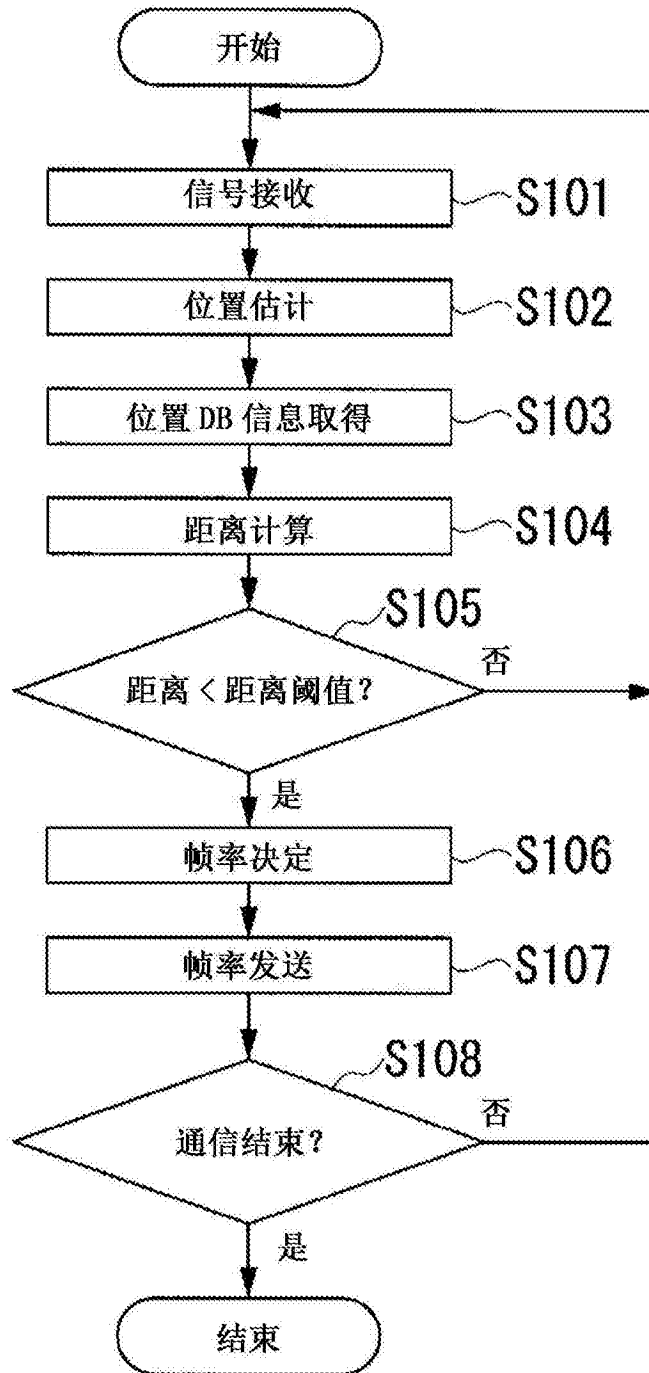 开始
信号接收
S101
位置估计
S102
位置 DB 信息取得
S103
距离计算
S104
S105
距离 < 距离阈值?
否
是
帧率决定
S106
帧率发送
S107
S108
通信结束?
否
是
结束